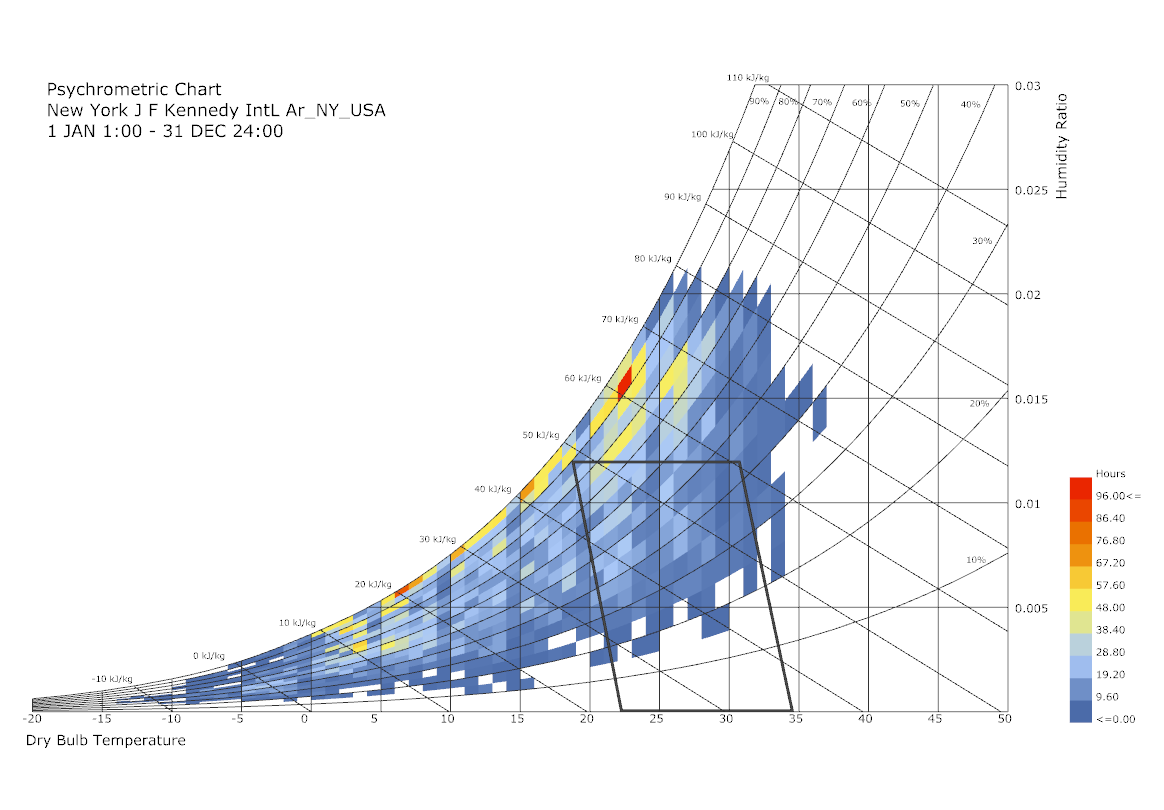 Psychrometric Chart
New York J F Kennedy IntL Ar_NY_USA
1 JAN 1:00 - 31 DEC 24:00
110 kJ/kg
100 kJ/kg
90 kJ/kg
80 kJ/kg
70 kJ/kg
60 kJ/kg
50 kJ/kg
40 kJ/kg
30 kJ/kg
20 kJ/kg
10 kJ/kg
0 kJ/kg
-10 kJ/kg
90% 80% 70% 60% 50% 40%
30%
20%
10%
0.03
0.025
0.02
0.015
0.01
0.005
Humidity Ratio
Hours
96.00<=
86.40
76.80
67.20
57.60
48.00
38.40
28.80
19.20
9.60
<=0.00
-20 -15 -10 -5 0 5 10 15 20 25 30 35 40 45 50
Dry Bulb Temperature